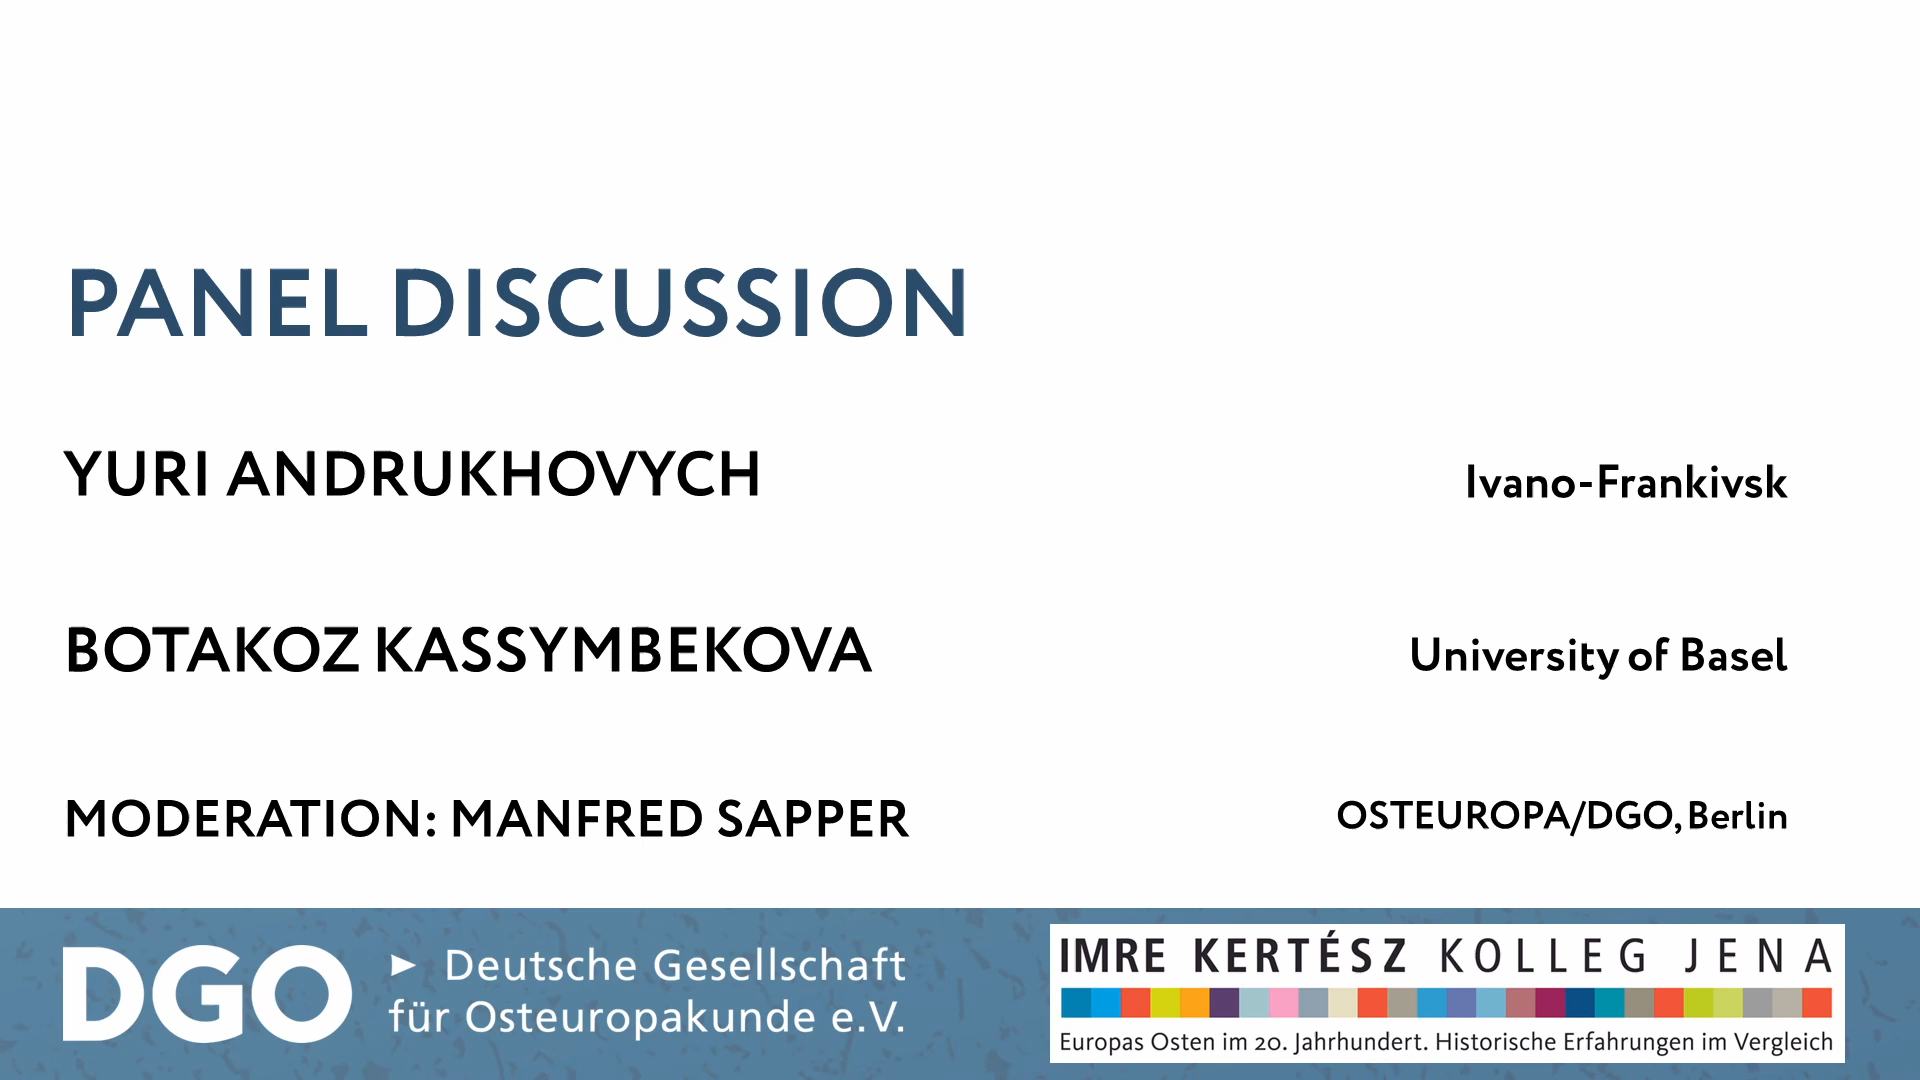 PANEL DISCUSSION
YURI ANDRUKHOVYCH
Ivano-Frankivsk
BOTAKOZ KASSYMBEKOVA
University of Basel
MODERATION: MANFRED SAPPER
OSTEUROPA/DGO, Berlin
DGO
Deutsche Gesellschaft
für Osteuropakunde e.V.
IMRE KERTÉSZ KOLLEG JENA
Europas Osten im 20. Jahrhundert. Historische Erfahrungen im Vergleich